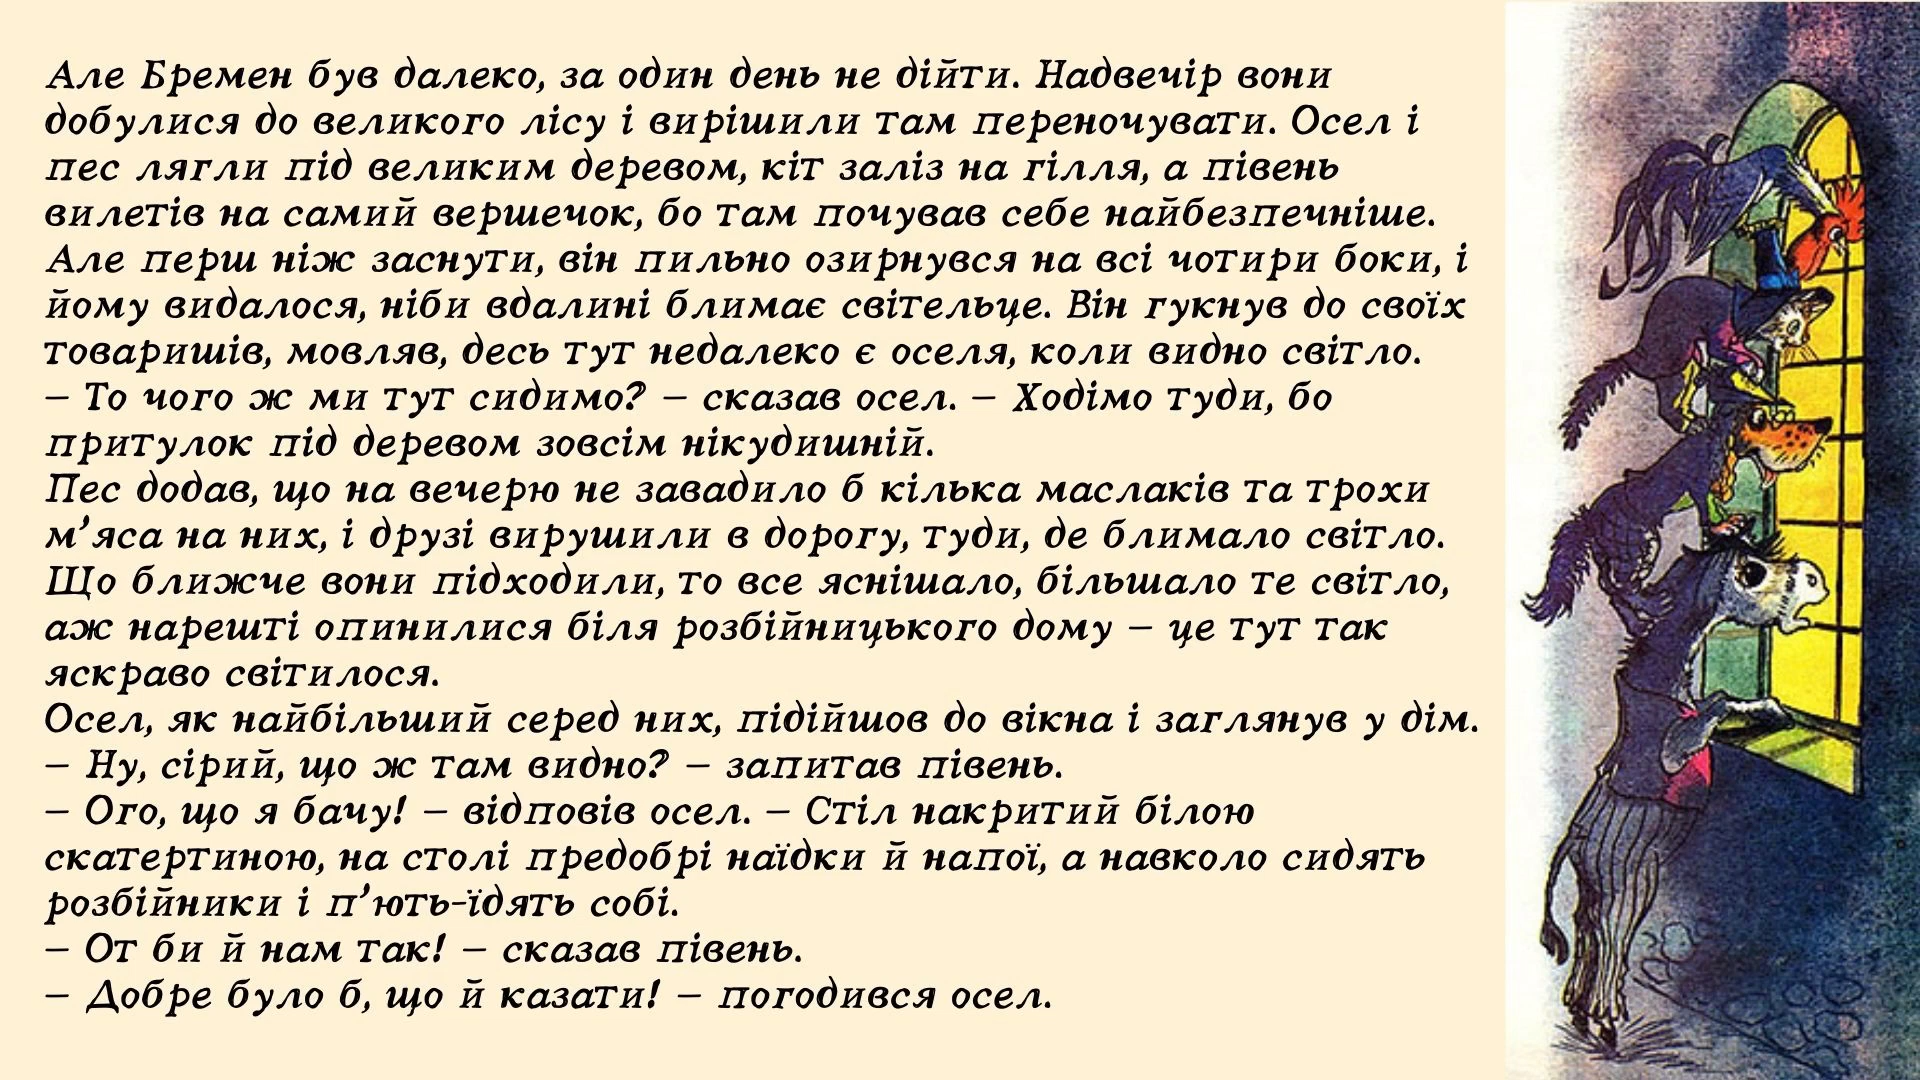 Але Бремен був далеко, за один день не дійти. Надвечір вони
добулися до великого лісу і вирішили там переночувати. Осел і
пес лягли під великим деревом, кіт заліз на гілля, а півень
вилетів на самий вершечок, бо там почував себе найбезпечніше.
Але перш ніж заснути, він пильно озирнувся на всі чотири боки, і
йому видалося, ніби вдалині блимає світельце. Він гукнув до своїх
товаришів, мовляв, десь тут недалеко є оселя, коли видно світло.
– То чого ж ми тут сидимо? – сказав осел. – Ходімо туди, бо
притулок під деревом зовсім нікудишній.
Пес додав, що на вечерю не завадило б кілька маслаків та трохи
м’яса на них, і друзі вирушили в дорогу, туди, де блимало світло.
Що ближче вони підходили, то все яснішало, більшало те світло,
аж нарешті опинилися біля розбійницького дому – це тут так
яскраво світилося.
Осел, як найбільший серед них, підійшов до вікна і заглянув у дім.
– Ну, сірий, що ж там видно? – запитав півень.
– Ого, що я бачу! – відповів осел. – Стіл накритий білою
скатертиною, на столі предобрі наїдки й напої, а навколо сидять
розбійники і п’ють-їдять собі.
– От би й нам так! – сказав півень.
– Добре було б, що й казати! – погодився осел.